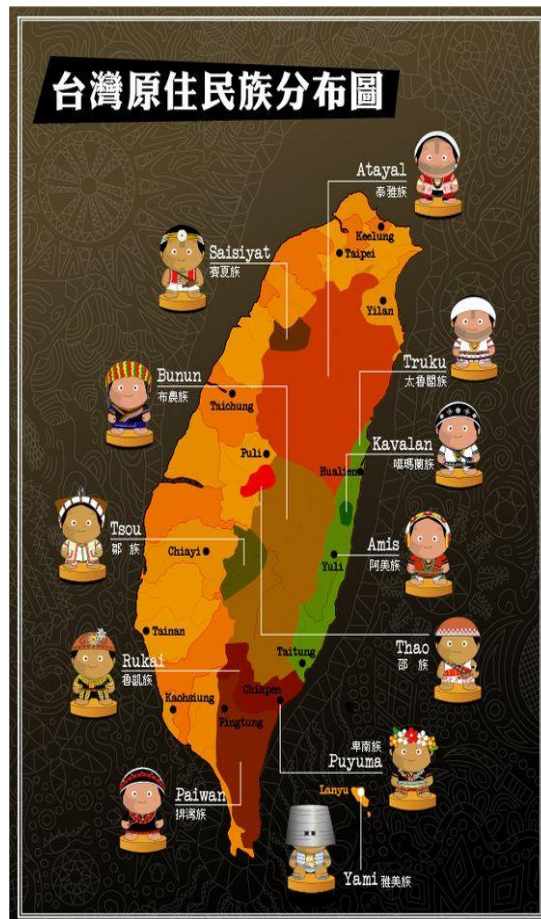 台灣原住民族分布圖
Atayal
泰雅族
Keelung
Taipei
Saisiyat
賽夏族
Yilan
Truku
太魯閣族
Bunun
布農族
Taichung
Kavalan
噶瑪蘭族
Puli
Hualien
Tsou
鄒 族
Chiayi
Amis
阿美族
Yuli
Tainan
Thao
邵 族
Rukai
魯凱族
Taitung
Chihpen
Kaohsiung
Pingtung
卑南族
Puyuma
Paiwan
排灣族
Lanyu
Yami 雅美族